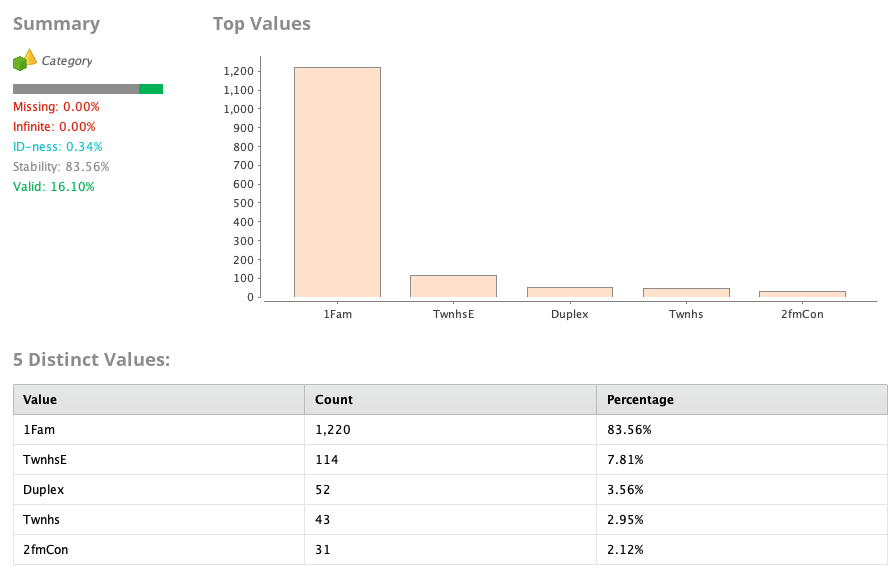 Summary
Category
Missing: 0.00%
Infinite: 0.00%
ID-ness: 0.34%
Stability: 83.56%
Valid: 16.10%
Top Values
1,200
1,100
1,000
900
800
700
600
500
400
300
200
100
0
1Fam TwnhsE Duplex Twnhs 2fmCon
5 Distinct Values:
Value Count Percentage
1Fam 1,220 83.56%
TwnhsE 114 7.81%
Duplex 52 3.56%
Twnhs 43 2.95%
2fmCon 31 2.12%